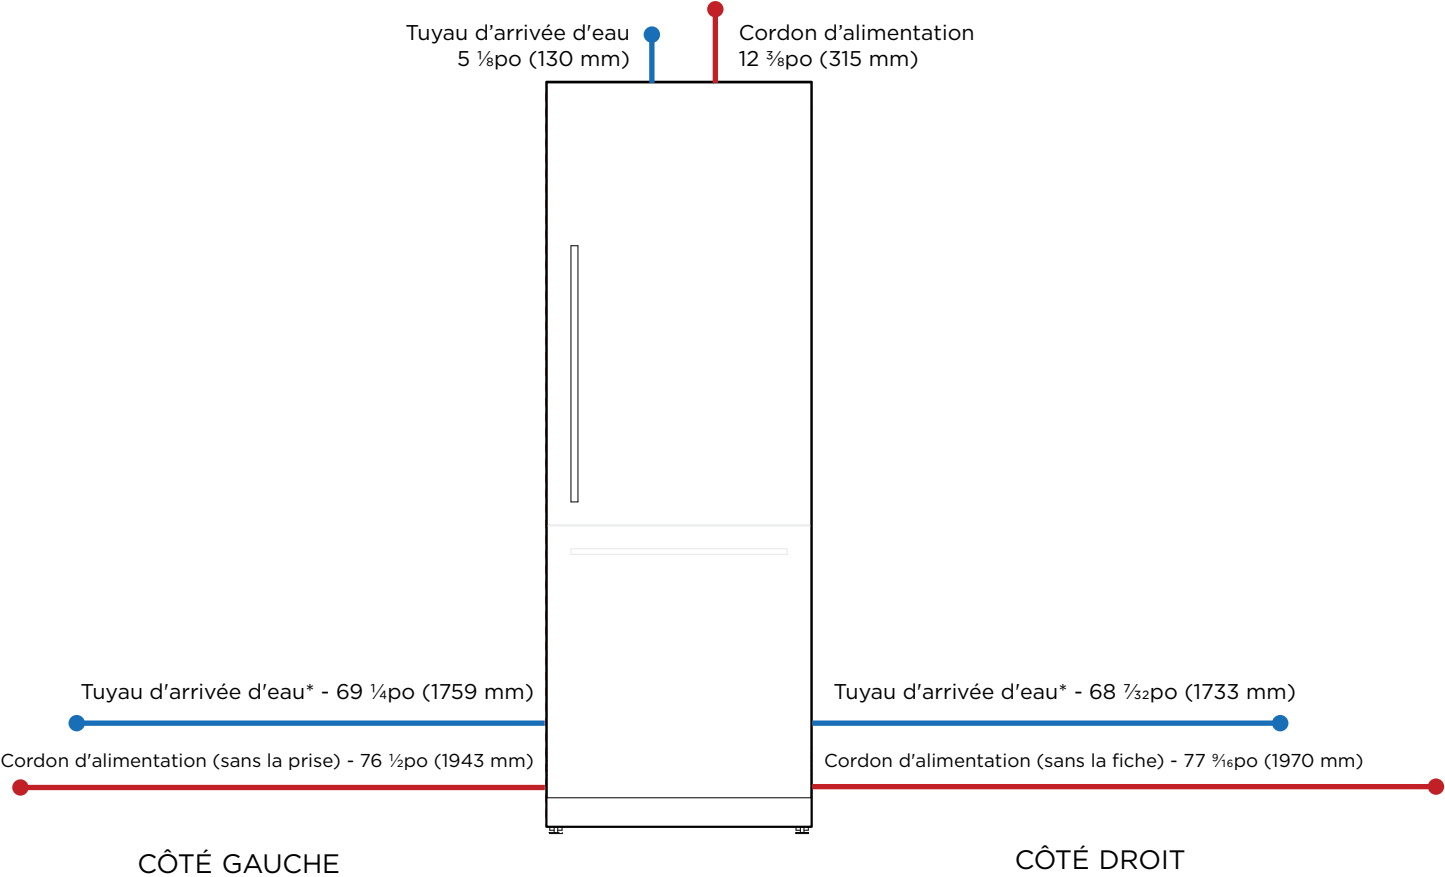 Tuyau d’arrivée d'eau
5 ⅛po (130 mm)
Cordon d’alimentation
12 ⅜po (315 mm)
Tuyau d'arrivée d'eau* - 69 ¼po (1759 mm)
Cordon d'alimentation (sans la prise) - 76 ½po (1943 mm)
Tuyau d'arrivée d'eau* - 68 ⁷⁄₃₂po (1733 mm)
Cordon d'alimentation (sans la fiche) - 77 ⁹⁄₁₆po (1970 mm)
CÔTÉ GAUCHE
CÔTÉ DROIT